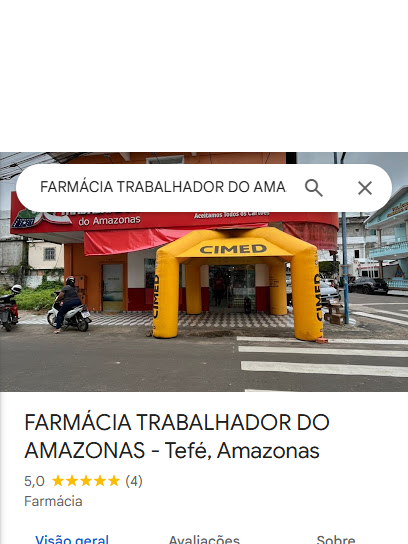 FARMÁCIA TRABALHADOR DO AMA
do Amazonas
Aceitamos Todos os Cartões
CIMED
CIMED
CIMED
FARMÁCIA TRABALHADOR DO
AMAZONAS - Tefé, Amazonas
5,0 (4)
Farmácia
Visão geral Avaliações Sobre